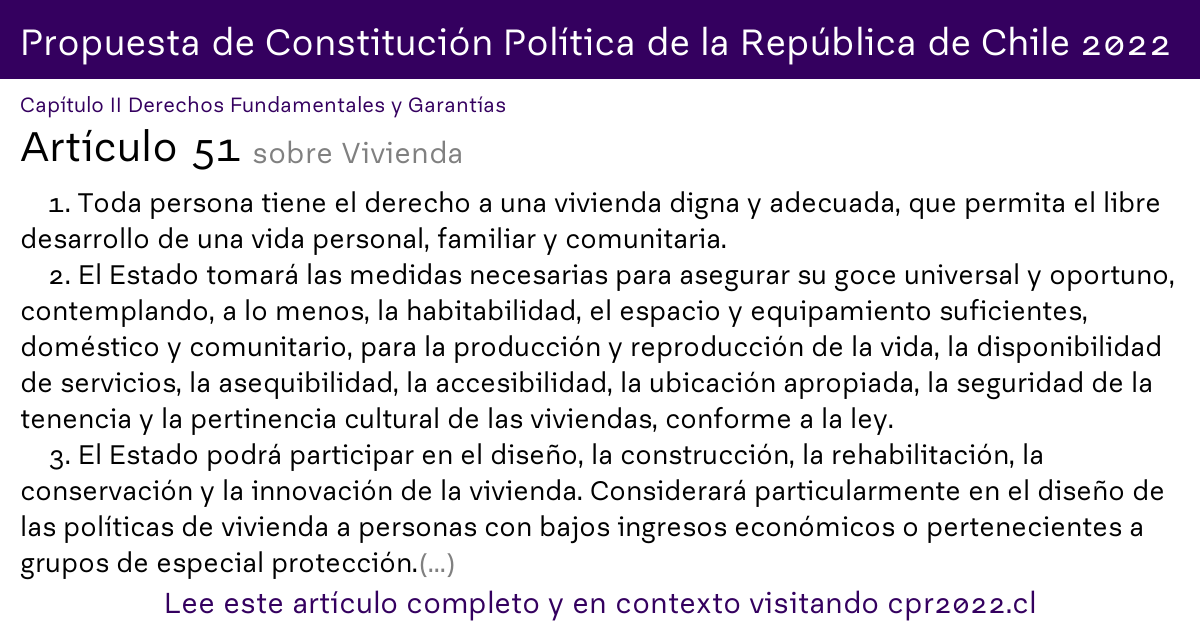 Propuesta de Constitución Política de la República de Chile 2022
Capítulo II Derechos Fundamentales y Garantías
Artículo 51 sobre Vivienda
1. Toda persona tiene el derecho a una vivienda digna y adecuada, que permita el libre
desarrollo de una vida personal, familiar y comunitaria.
2. El Estado tomará las medidas necesarias para asegurar su goce universal y oportuno,
contemplando, a lo menos, la habitabilidad, el espacio y equipamiento suficientes,
doméstico y comunitario, para la producción y reproducción de la vida, la disponibilidad
de servicios, la asequibilidad, la accesibilidad, la ubicación apropiada, la seguridad de la
tenencia y la pertinencia cultural de las viviendas, conforme a la ley.
3. El Estado podrá participar en el diseño, la construcción, la rehabilitación, la
conservación y la innovación de la vivienda. Considerará particularmente en el diseño de
las políticas de vivienda a personas con bajos ingresos económicos o pertenecientes a
grupos de especial protección.(...)
Lee este artículo completo y en contexto visitando cpr2022.cl